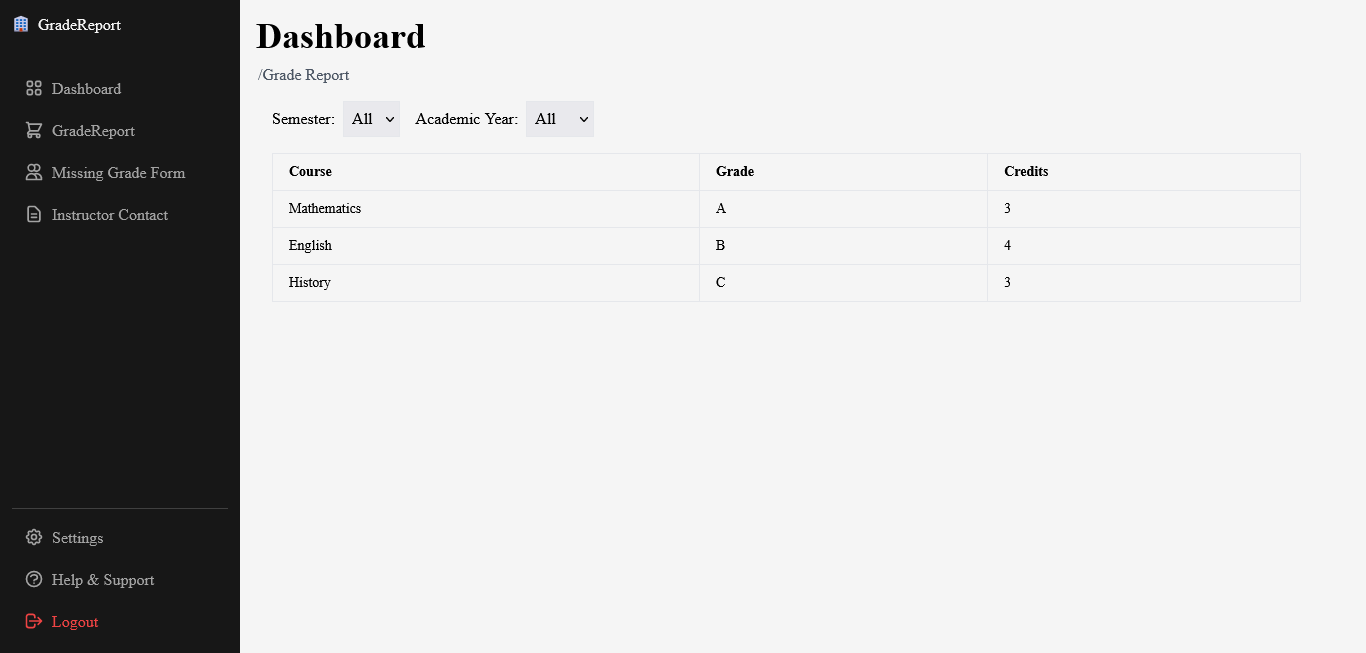 GradeReport
Dashboard
GradeReport
Missing Grade Form
Instructor Contact
Settings
Help & Support
Logout
Dashboard
/Grade Report
Semester: All Academic Year: All
Course Grade Credits
Mathematics A 3
English B 4
History C 3